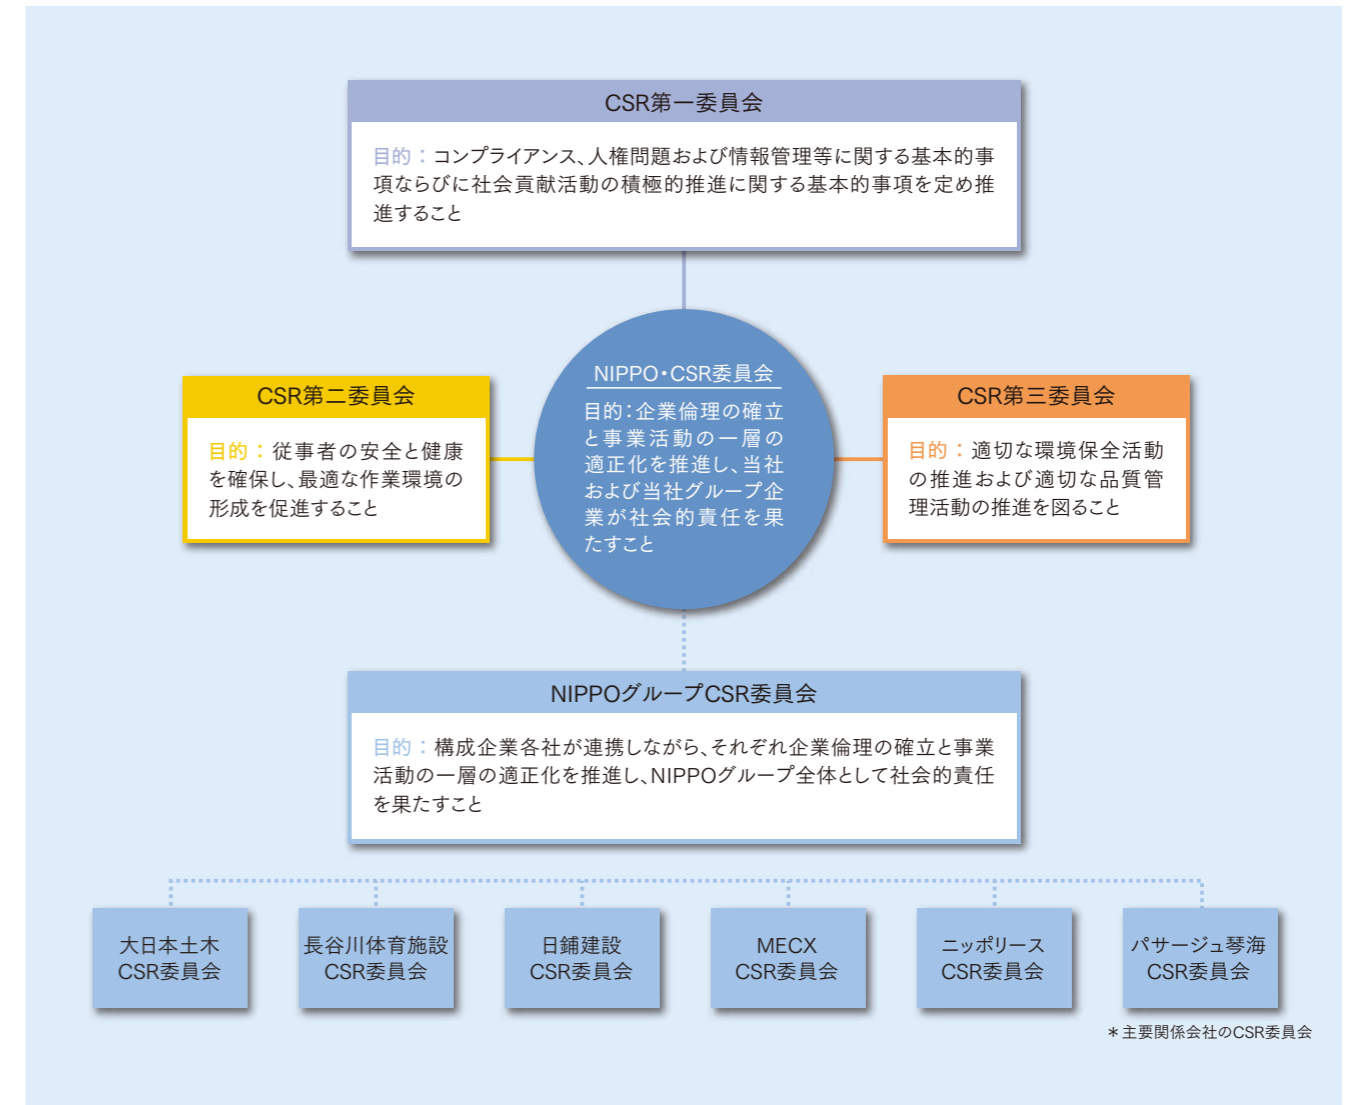 CSR第一委員会
目的：コンプライアンス、人権問題および情報管理等に関する基本的事
項ならびに社会貢献活動の積極的推進に関する基本的事項を定め推
進すること
NIPPO・CSR委員会
目的：企業倫理の確立
と事業活動の一層の
適正化を推進し、当社
および当社グループ企
業が社会的責任を果
たすこと
CSR第二委員会
目的：従事者の安全と健康
を確保し、最適な作業環境の
形成を促進すること
CSR第三委員会
目的：適切な環境保全活動
の推進および適切な品質管
理活動の推進を図ること
NIPPOグループCSR委員会
目的：構成企業各社が連携しながら、それぞれ企業倫理の確立と事業
活動の一層の適正化を推進し、NIPPOグループ全体として社会的責任
を果たすこと
大日本土木
CSR委員会
長谷川体育施設
CSR委員会
日鋪建設
CSR委員会
MECX
CSR委員会
ニッポリース
CSR委員会
パサージュ琴海
CSR委員会
＊主要関係会社のCSR委員会